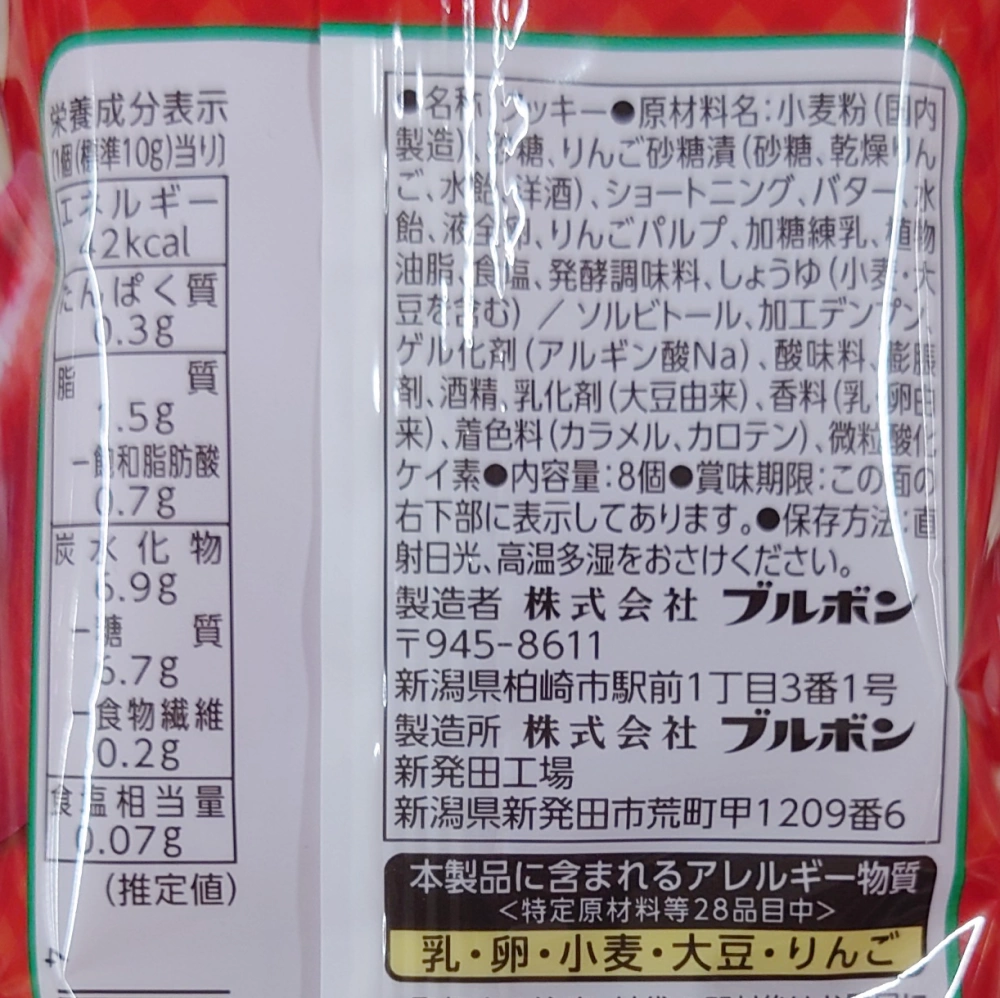 栄養成分表示
(1個(標準10g)当り)
エネルギー
42kcal
たんぱく質
0.3g
脂質
.5g
－飽和脂肪酸
0.7g
炭水化物
6.9g
－糖質
6.7g
－食物繊維
0.2g
食塩相当量
0.07g
(推定値)
●名称:クッキー●原材料名:小麦粉(国内
製造)、砂糖、りんご砂糖漬(砂糖、乾燥りん
ご、水飴、洋酒)、ショートニング、バター、水
飴、液全卵、りんごパルプ、加糖練乳、植物
油脂、食塩、発酵調味料、しょうゆ(小麦・大
豆を含む)／ソルビトール、加工デンプン、
ゲル化剤(アルギン酸Na)、酸味料、膨脹
剤、酒精、乳化剤(大豆由来)、香料(乳・卵由
来)、着色料(カラメル、カロテン)、微粒酸化
ケイ素●内容量:8個●賞味期限:この面の
右下部に表示してあります。●保存方法:直
射日光、高温多湿をおさけください。
製造者 株式会社 ブルボン
〒945-8611
新潟県柏崎市駅前1丁目3番1号
製造所 株式会社 ブルボン
新発田工場
新潟県新発田市荒町甲1209番6
本製品に含まれるアレルギー物質
<特定原材料等28品目中>
乳・卵・小麦・大豆・りんご